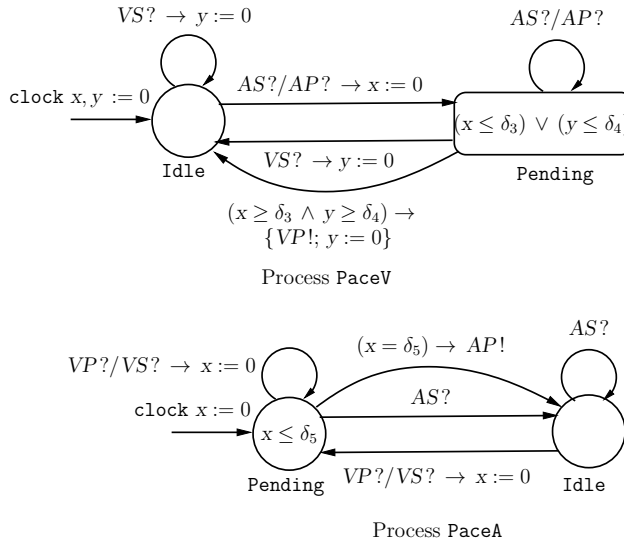 VS? → y := 0
AS?/AP?
clock x, y := 0
AS?/AP? → x := 0
(x ≤ δ₃) ∨ (y ≤ δ₄)
VS? → y := 0
Idle
Pending
(x ≥ δ₃ ∧ y ≥ δ₄) →
{VP!; y := 0}
Process PaceV
AS?
(x = δ₅) → AP!
VP?/VS? → x := 0
AS?
clock x := 0
x ≤ δ₅
VP?/VS? → x := 0
Pending
Idle
Process PaceA